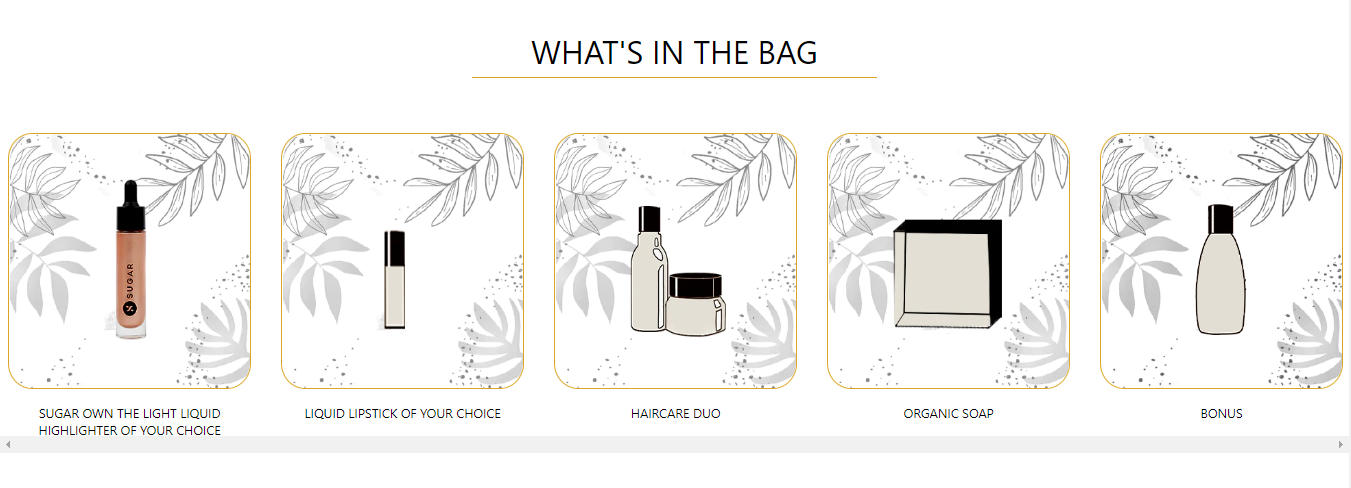 WHAT'S IN THE BAG
SUGAR
SUGAR OWN THE LIGHT LIQUID
HIGHLIGHTER OF YOUR CHOICE
LIQUID LIPSTICK OF YOUR CHOICE
HAIRCARE DUO
ORGANIC SOAP
BONUS